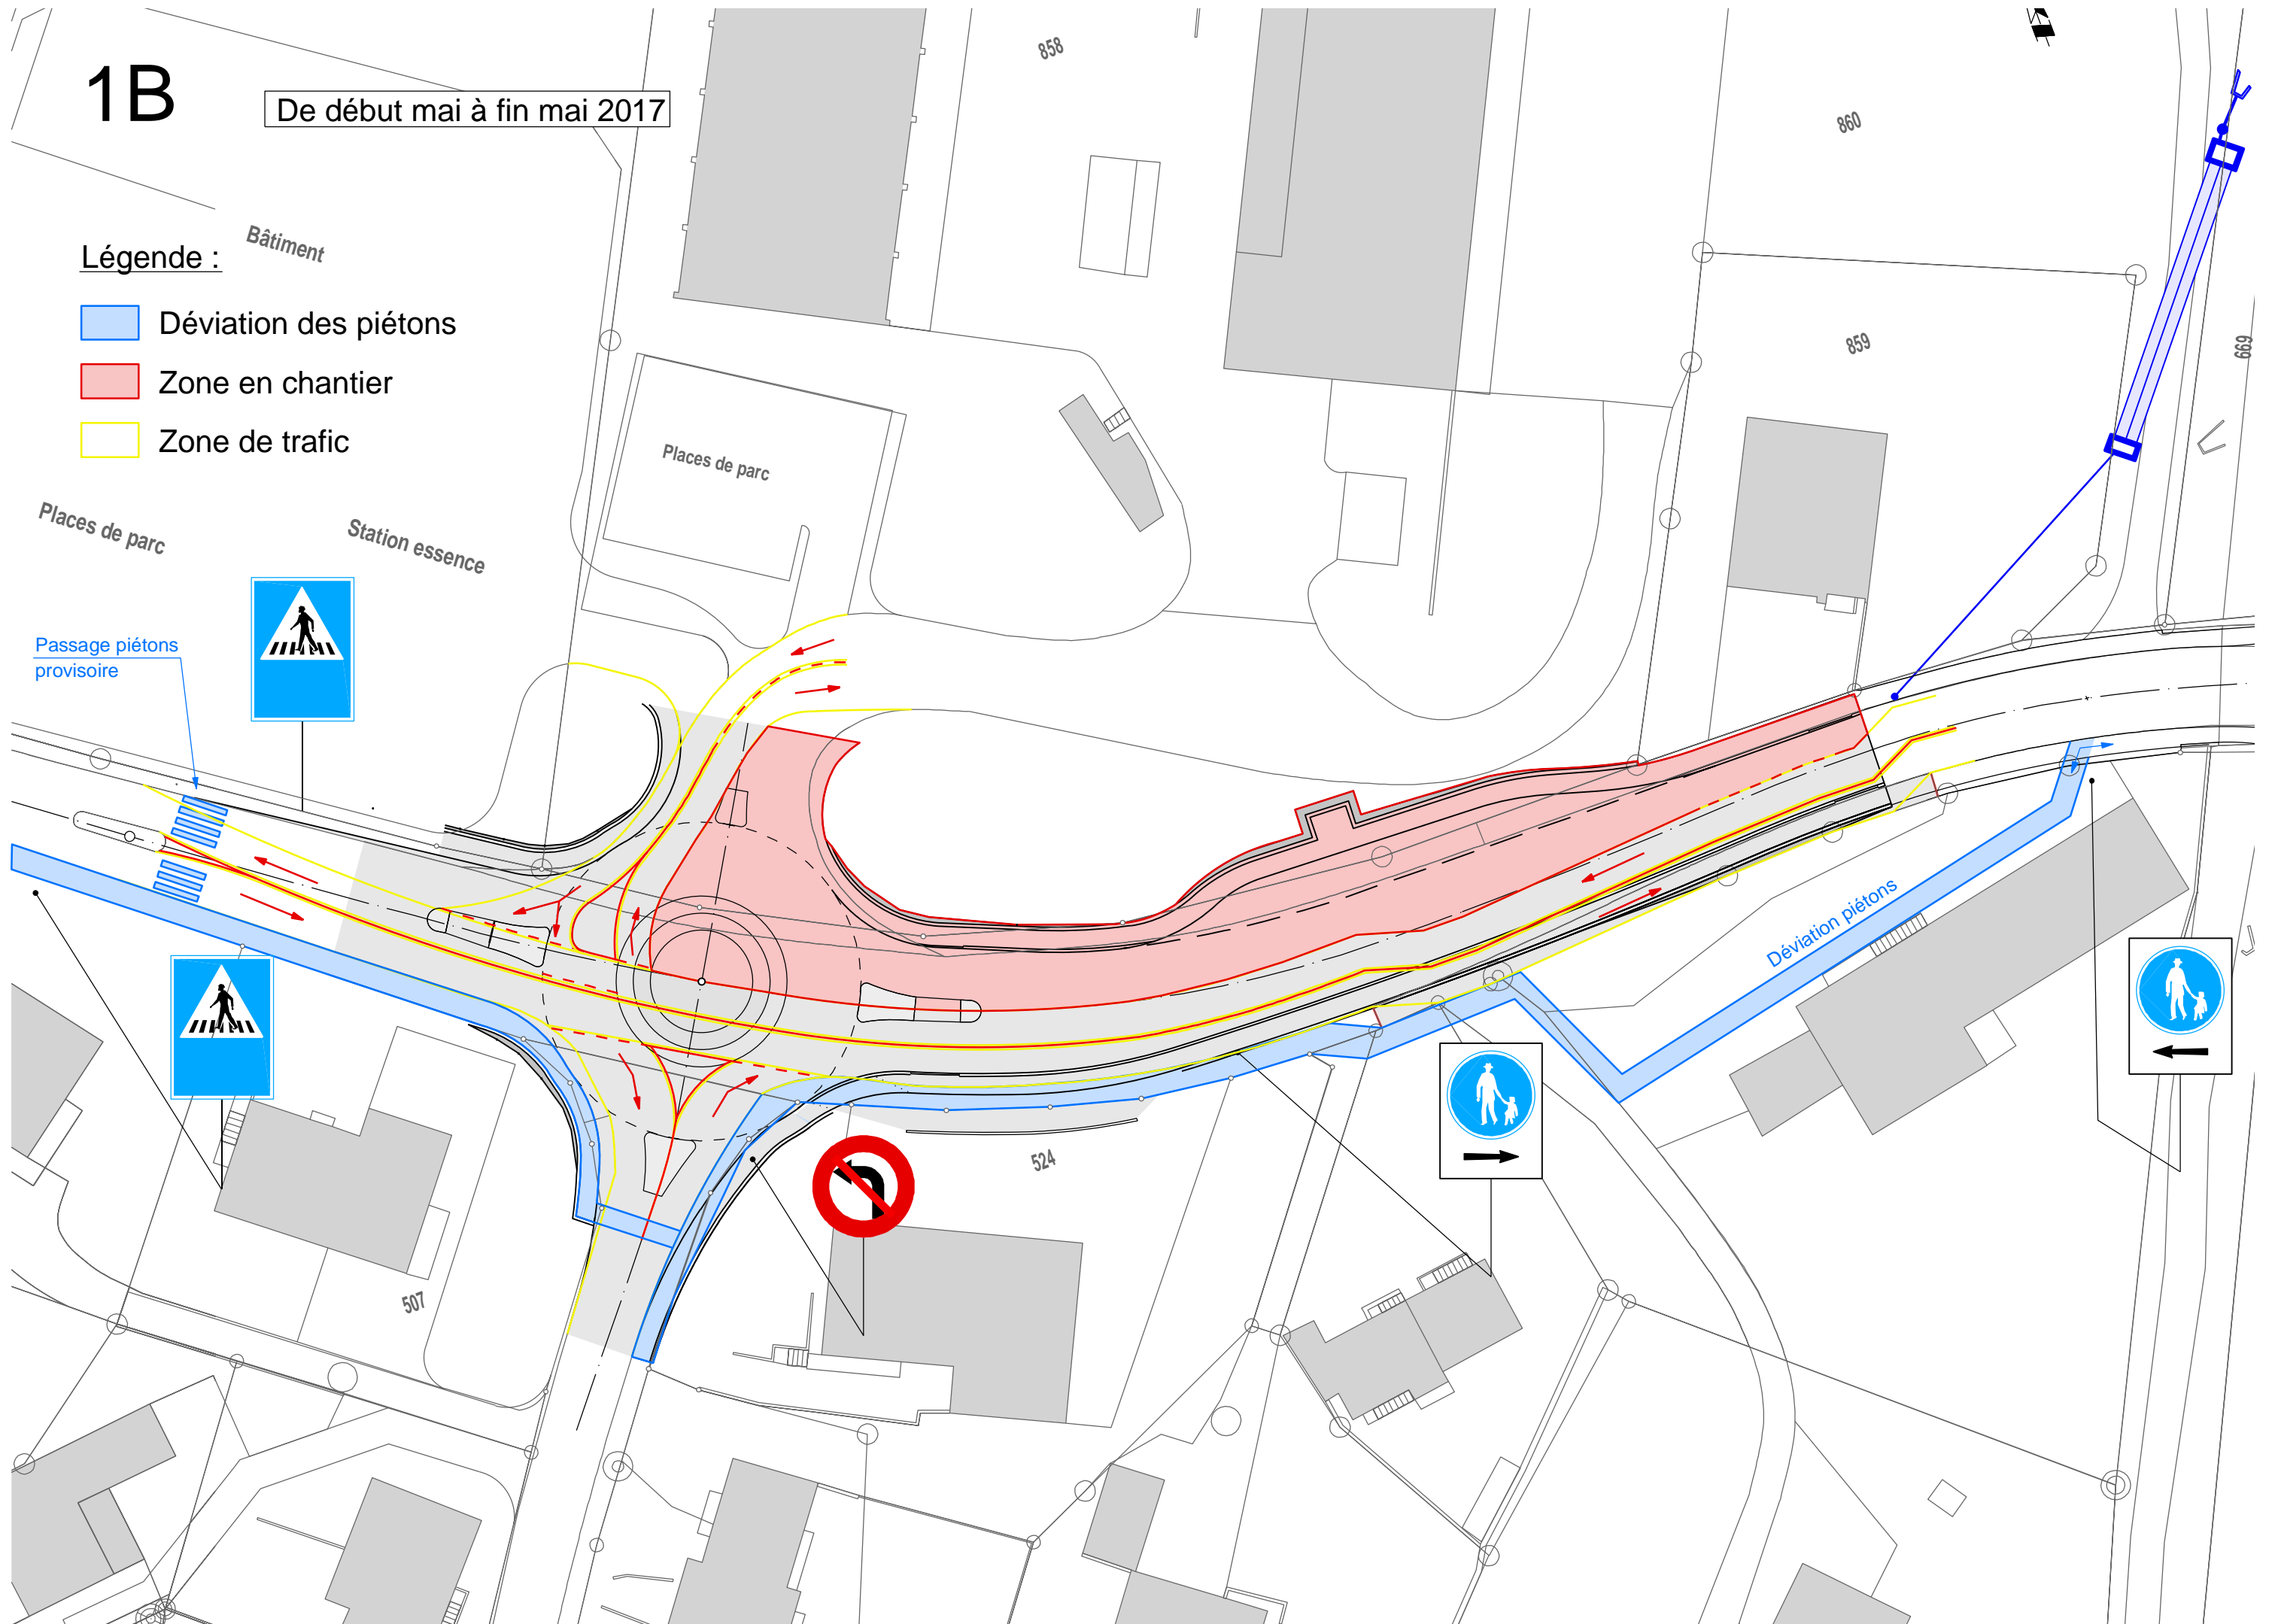 1B
De début mai à fin mai 2017
858
860
Bâtiment
Légende :
Déviation des piétons
Zone en chantier
Zone de trafic
859
669
Places de parc
Places de parc
Station essence
Passage piétons
provisoire
Déviation piétons
524
507